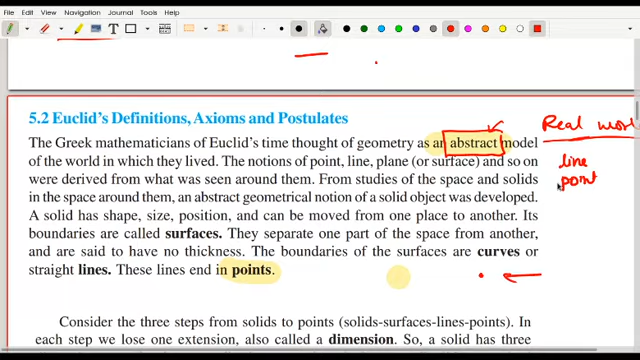 File Edit View Navigation Journal Tools Help
5.2 Euclid's Definitions, Axioms and Postulates
The Greek mathematicians of Euclid's time thought of geometry as an abstract model
of the world in which they lived. The notions of point, line, plane (or surface) and so on
were derived from what was seen around them. From studies of the space and solids
in the space around them, an abstract geometrical notion of a solid object was developed.
A solid has shape, size, position, and can be moved from one place to another. Its
boundaries are called surfaces. They separate one part of the space from another,
and are said to have no thickness. The boundaries of the surfaces are curves or
straight lines. These lines end in points.
Consider the three steps from solids to points (solids-surfaces-lines-points). In
each step we lose one extension, also called a dimension. So, a solid has three
Real wor
line
point